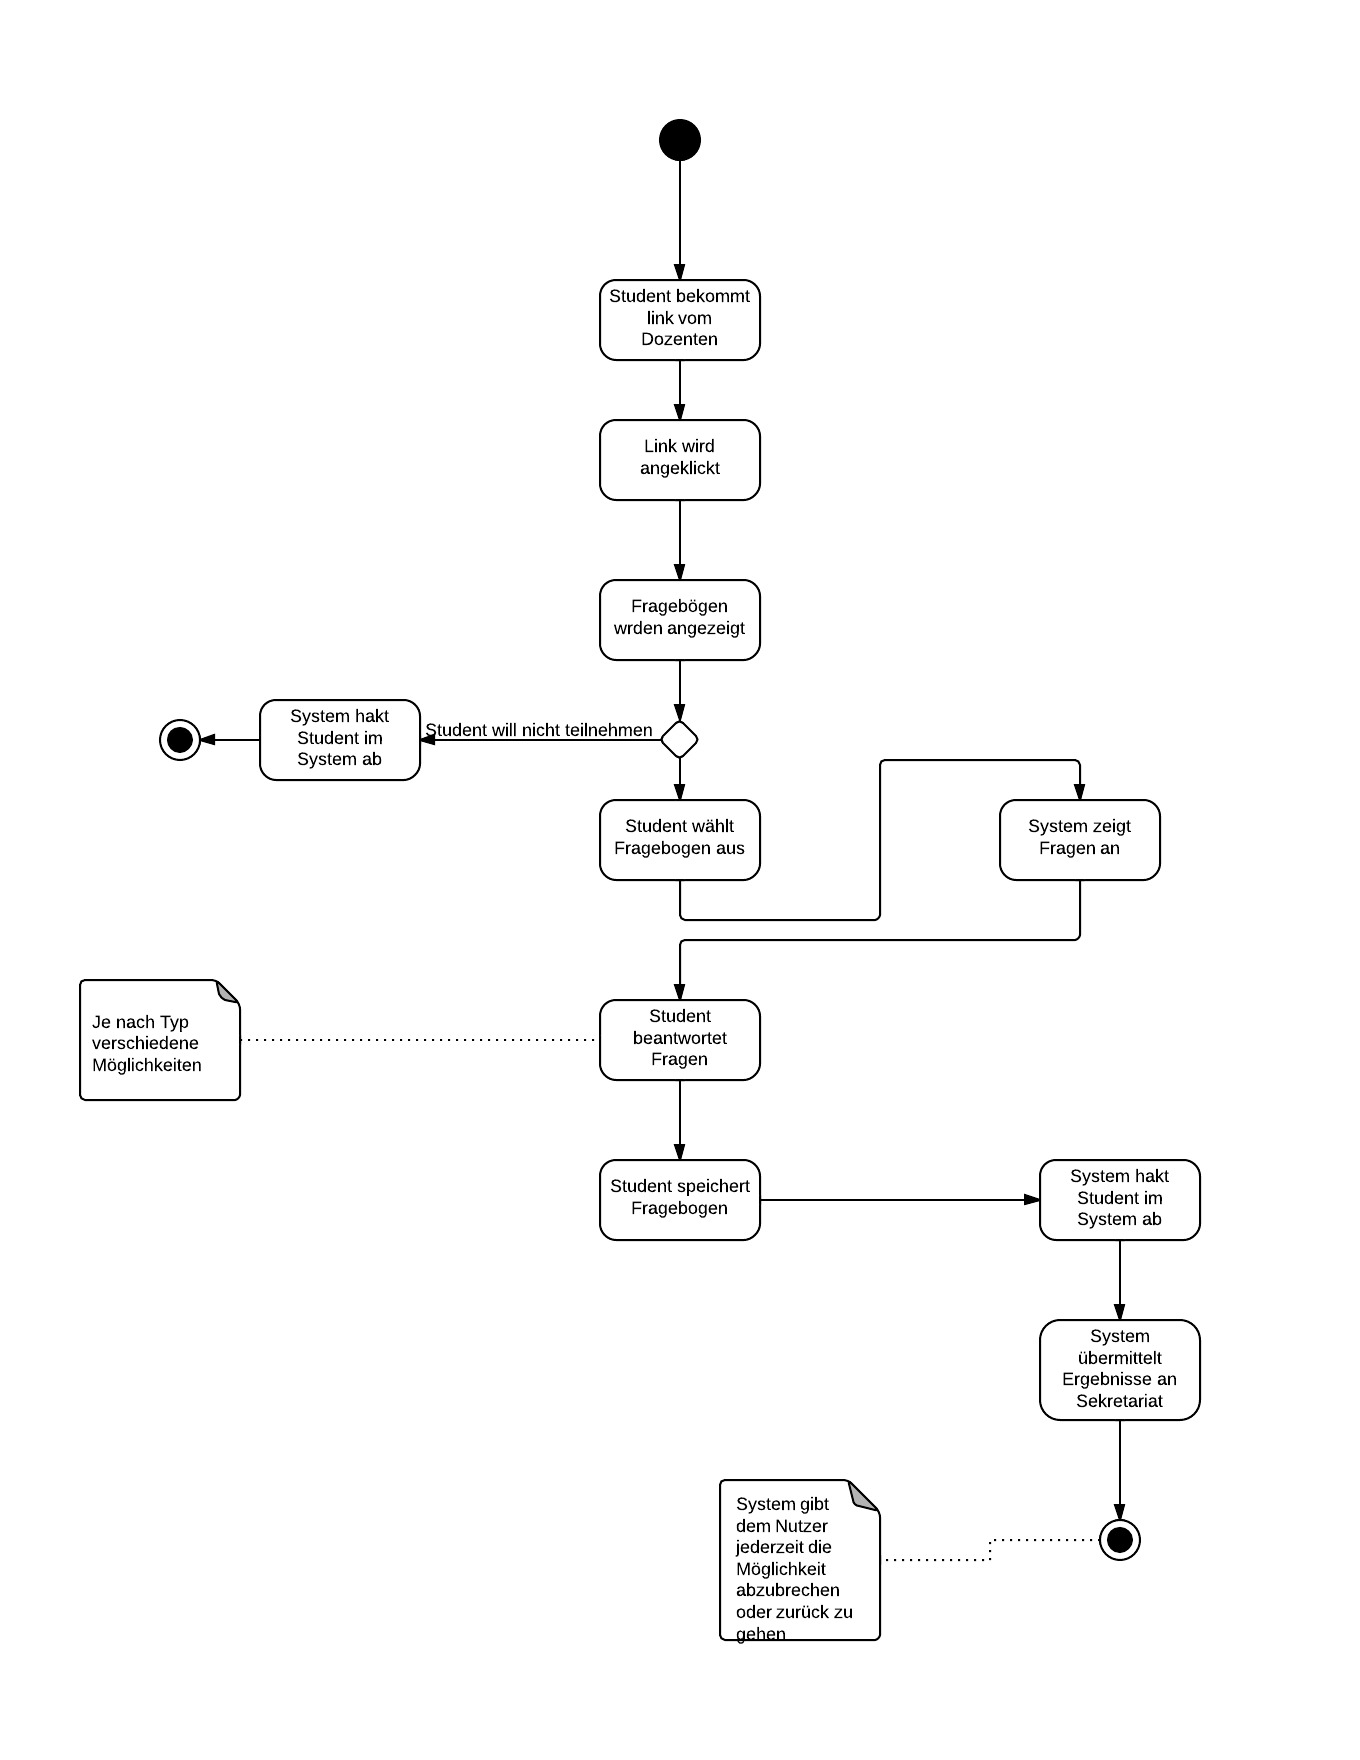 Student bekommt
link vom
Dozenten
Link wird
angeklickt
Fragebögen
wrden angezeigt
System hakt
Student im
System ab
Student will nicht teilnehmen
Student wählt
Fragebogen aus
System zeigt
Fragen an
Je nach Typ
verschiedene
Möglichkeiten
Student
beantwortet
Fragen
Student speichert
Fragebogen
System hakt
Student im
System ab
System
übermittelt
Ergebnisse an
Sekretariat
System gibt
dem Nutzer
jederzeit die
Möglichkeit
abzubrechen
oder zurück zu
gehen